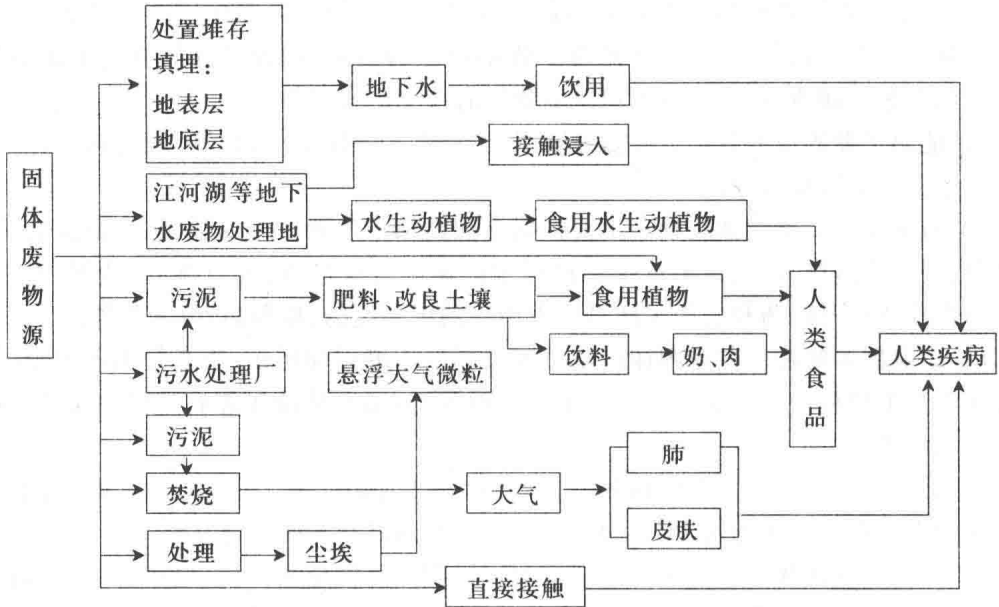 处置堆存
填埋：
地表层
地底层
地下水
饮用
接触浸入
固体废物源
江河湖等地下
水废物处理地
水生动植物
食用水生动植物
污泥
肥料、改良土壤
食用植物
人类食品
饮料
奶、肉
人类疾病
污水处理厂
悬浮大气微粒
污泥
焚烧
大气
肺
皮肤
处理
尘埃
直接接触